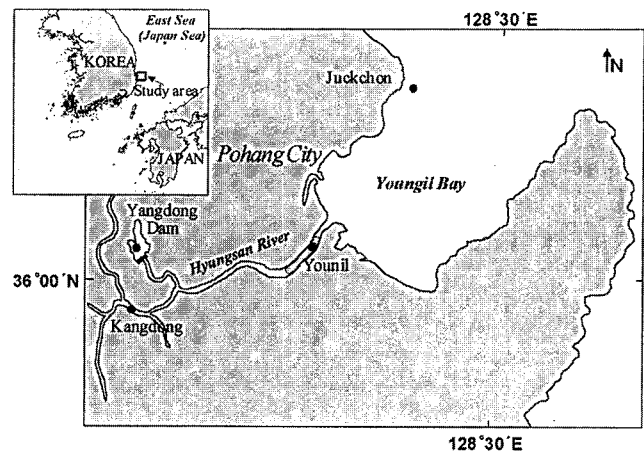 128°30′E
East Sea
(Japan Sea)
KOREA
Study area
JAPAN
N
Juckchon
Pohang City
Youngil Bay
Yangdong
Dam
Hyungsan River
Younil
36°00′N
Kangdong
128°30′E